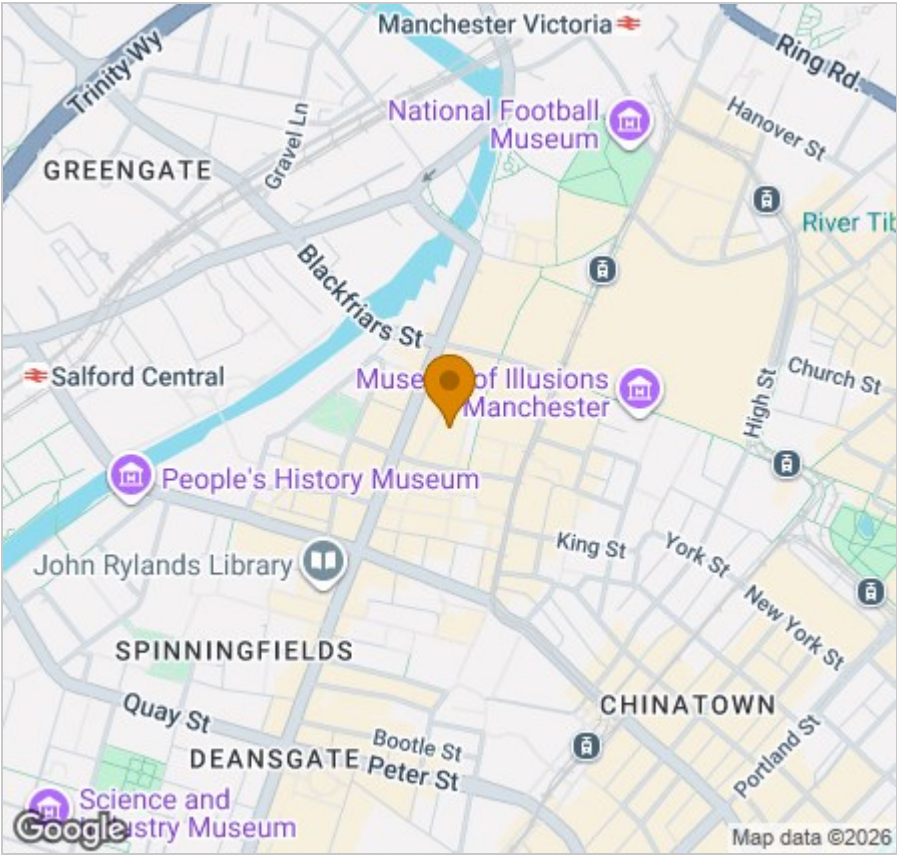 Manchester Victoria
Trinity Wy
Ring Rd.
National Football
Museum
Hanover St
Gravel Ln
GREENGATE
River Tib
Blackfriars St
Salford Central
Museum of Illusions
Manchester
Church St
High St
People's History Museum
King St
York St
John Rylands Library
New York St
SPINNINGFIELDS
CHINATOWN
Quay St
Portland St
DEANSGATE
Bootle St
Peter St
Science and
Industry Museum
Google
Map data ©2026